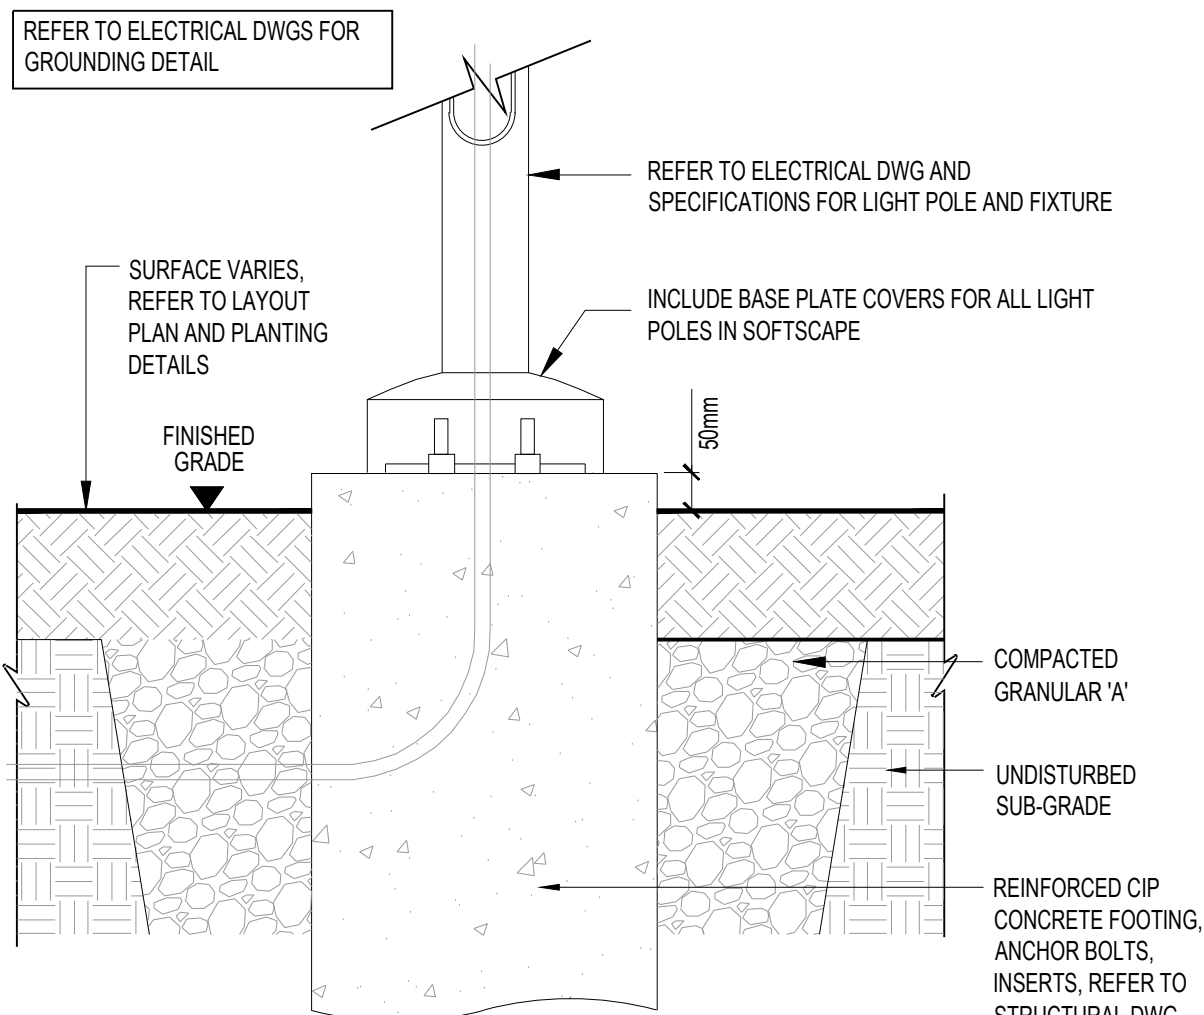 REFER TO ELECTRICAL DWGS FOR
GROUNDING DETAIL
REFER TO ELECTRICAL DWG AND
SPECIFICATIONS FOR LIGHT POLE AND FIXTURE
SURFACE VARIES,
REFER TO LAYOUT
PLAN AND PLANTING
DETAILS
INCLUDE BASE PLATE COVERS FOR ALL LIGHT
POLES IN SOFTSCAPE
50mm
FINISHED
GRADE
COMPACTED
GRANULAR 'A'
UNDISTURBED
SUB-GRADE
REINFORCED CIP
CONCRETE FOOTING,
ANCHOR BOLTS,
INSERTS, REFER TO
STRUCTURAL DWG